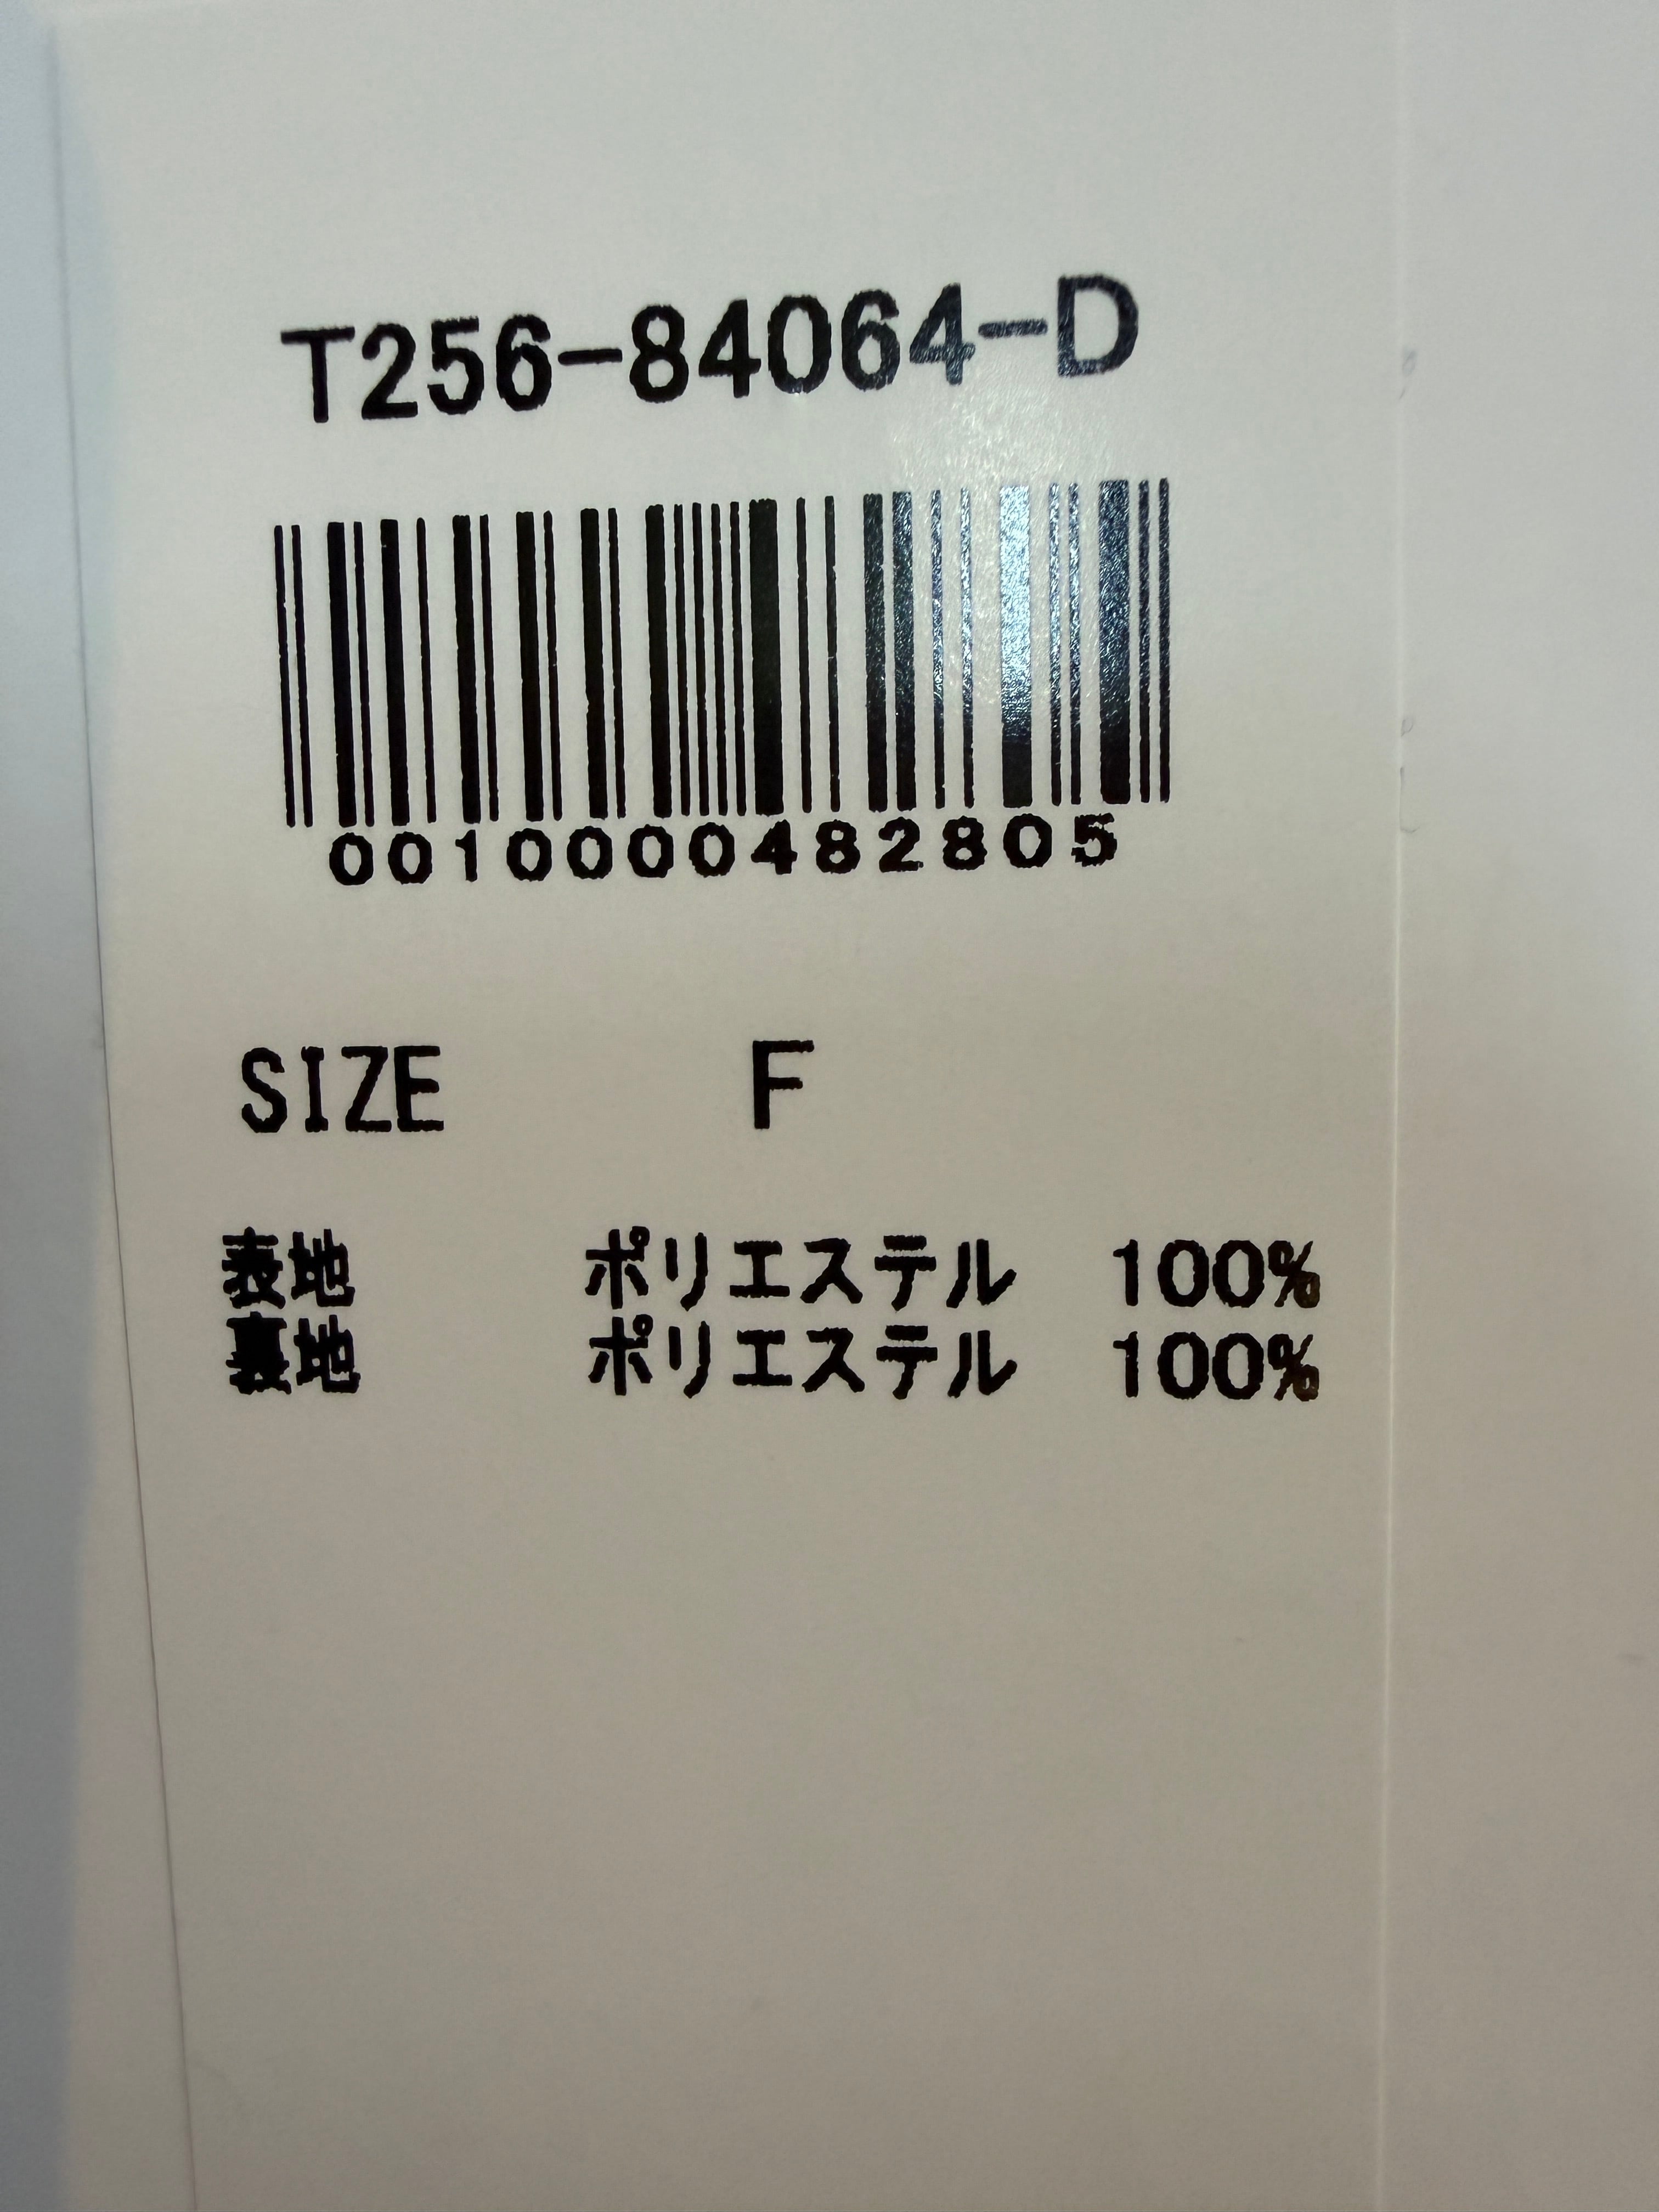 T256-84064-D
0010000482805
SIZE F
表地 ポリエステル 100%
裏地 ポリエステル 100%